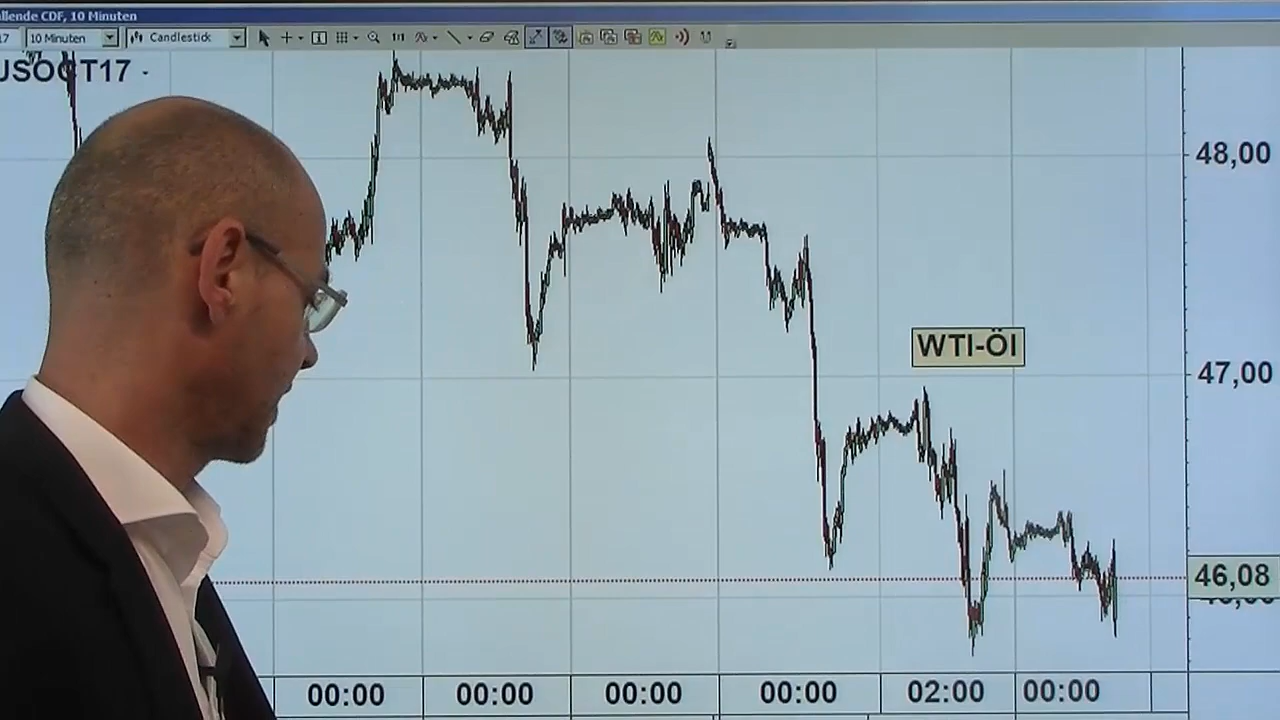 allende CDF, 10 Minuten
17 10 Minuten Candlestick
USOCT17 -
48,00
WTI-Öl
47,00
46,08
00:00 00:00 00:00 00:00 02:00 00:00